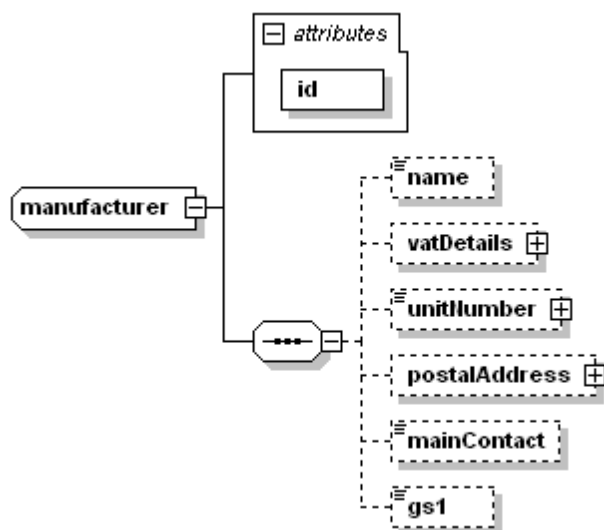 attributes
id
manufacturer
name
vatDetails
unitNumber
postalAddress
mainContact
gs1